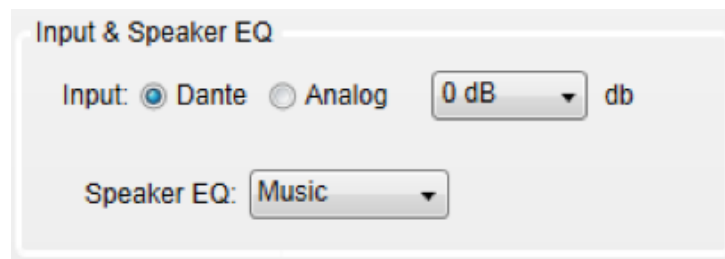 Input & Speaker EQ
Input: Dante Analog 0 dB db
Speaker EQ: Music